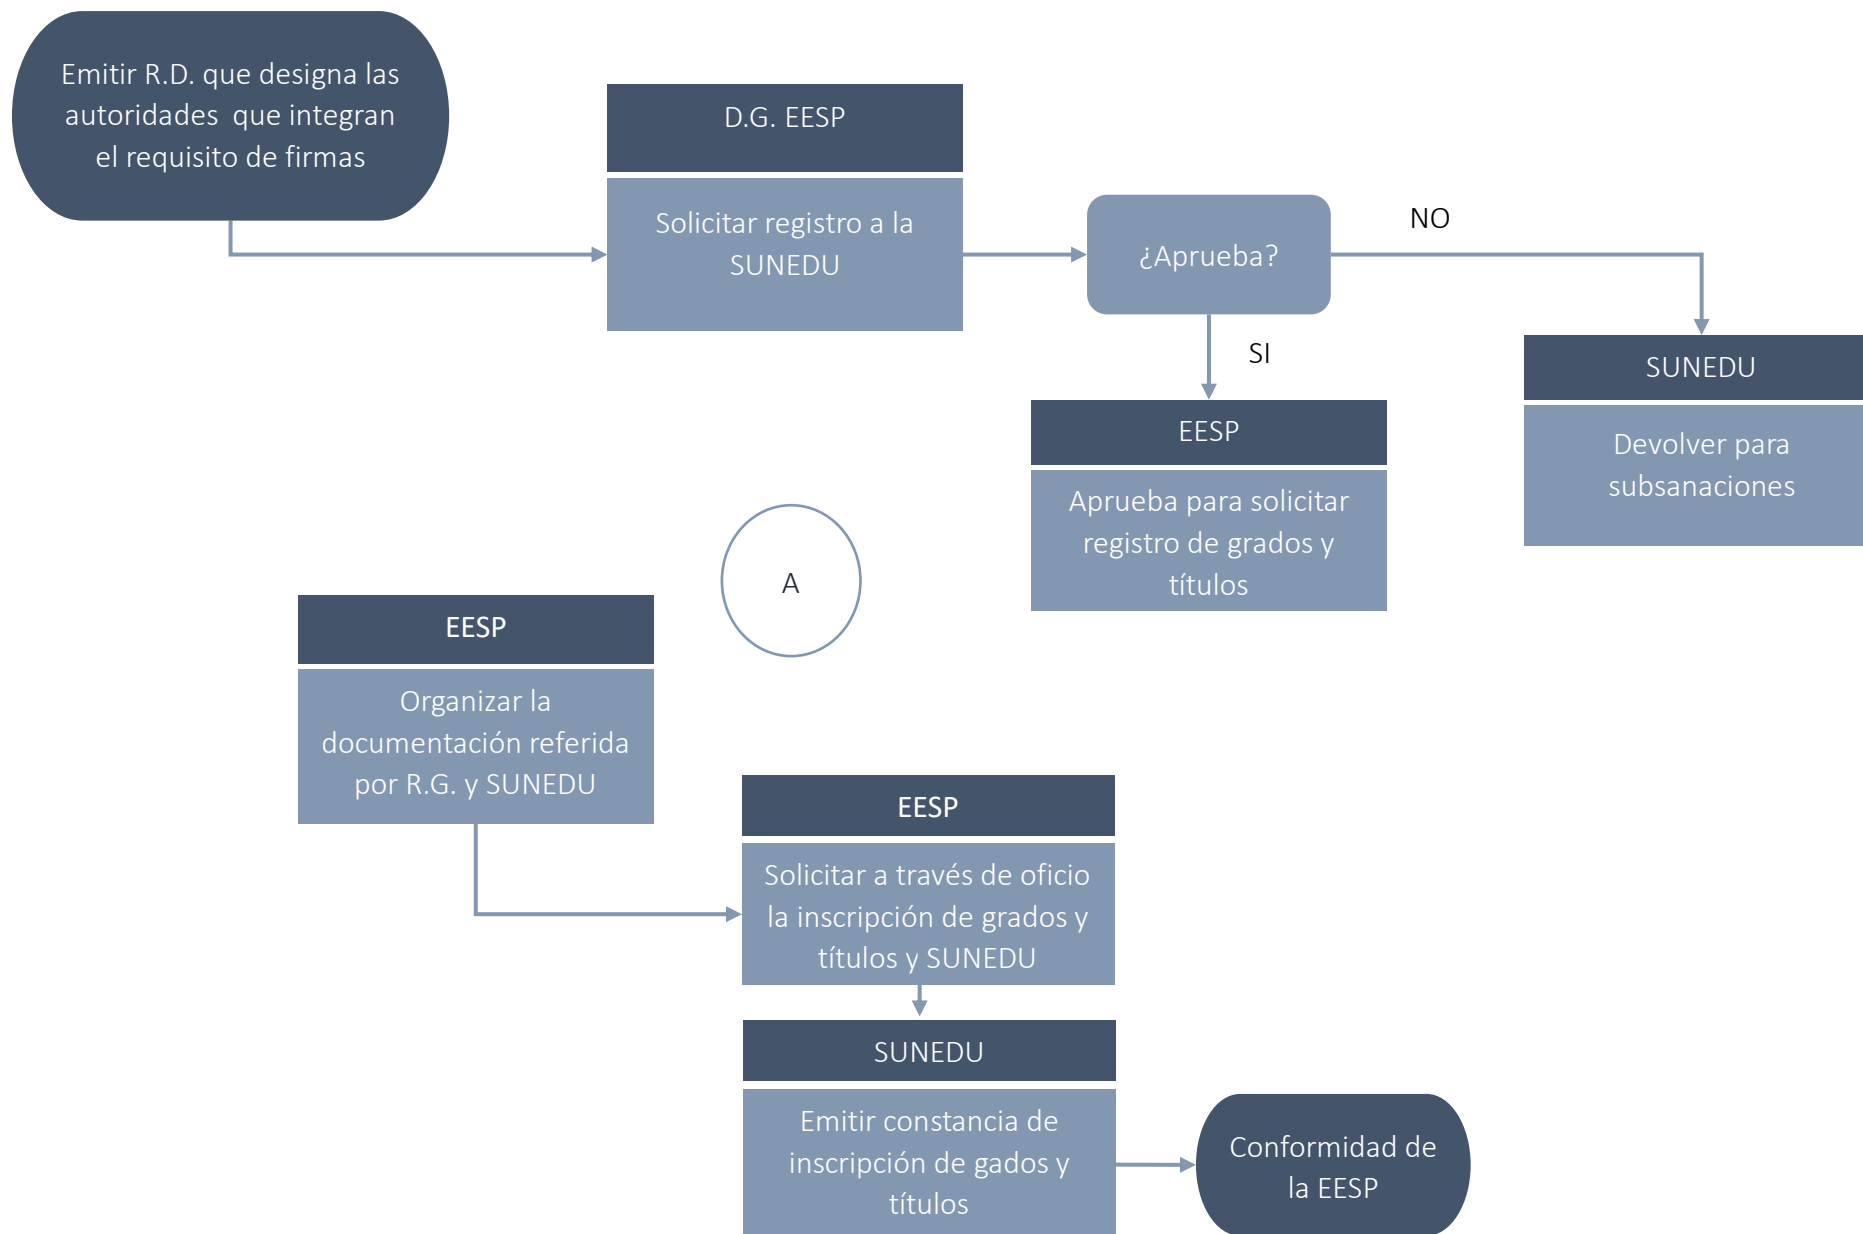 Emitir R.D. que designa las
autoridades que integran
el requisito de firmas
D.G. EESP
Solicitar registro a la
SUNEDU
¿Aprueba?
NO
SI
SUNEDU
Devolver para
subsanaciones
EESP
Aprueba para solicitar
registro de grados y
títulos
A
EESP
Organizar la
documentación referida
por R.G. y SUNEDU
EESP
Solicitar a través de oficio
la inscripción de grados y
títulos y SUNEDU
SUNEDU
Emitir constancia de
inscripción de gados y
títulos
Conformidad de
la EESP